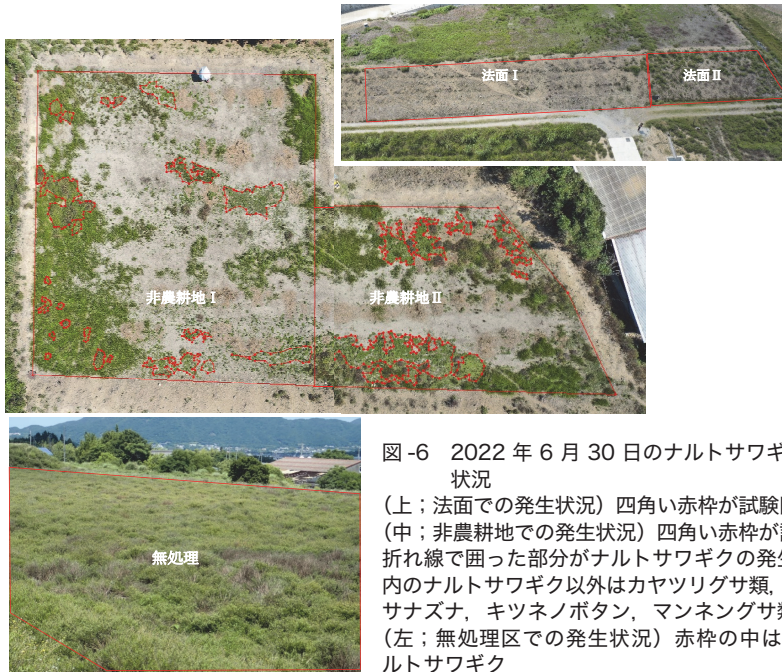 法面Ⅰ
法面Ⅱ
非農耕地Ⅰ
非農耕地Ⅱ
無処理
図-6 2022 年 6 月 30 日のナルトサワギ
状況
(上；法面での発生状況) 四角い赤枠が試験
(中；非農耕地での発生状況) 四角い赤枠が
折れ線で囲った部分がナルトサワギクの発生
内のナルトサワギク以外はカヤツリグサ類，
サナズナ，キツネノボタン，マンネングサ
(左；無処理区での発生状況) 赤枠の中は
ルトサワギク